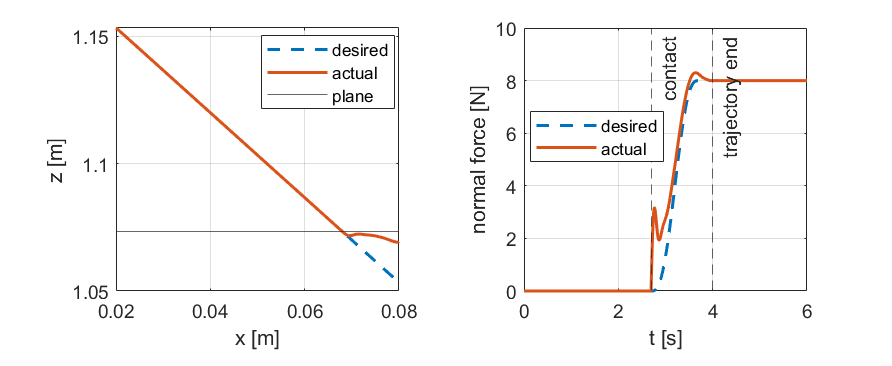 1.15
1.1
1.05
z [m]
0.02
0.04
0.06
0.08
x [m]
desired
actual
plane
10
8
6
4
2
0
normal force [N]
0
2
4
6
t [s]
contact
trajectory end
desired
actual